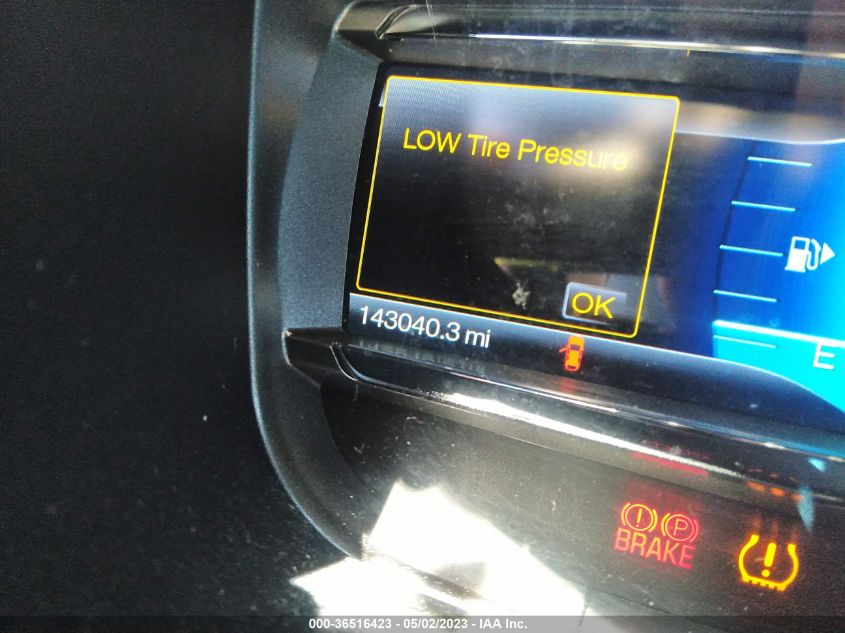 LOW Tire Pressure
OK
143040.3 mi
E
P
BRAKE
000-36516423 - 05/02/2023 - IAA Inc.